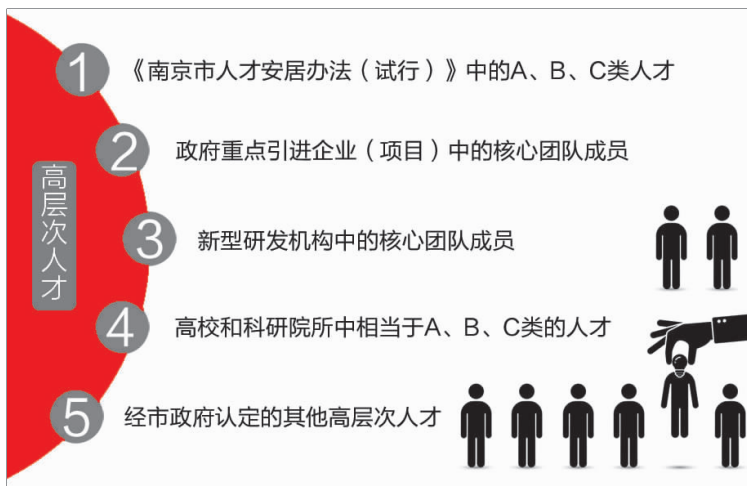 高层次人才
1 《南京市人才安居办法（试行）》中的A、B、C类人才
2 政府重点引进企业（项目）中的核心团队成员
3 新型研发机构中的核心团队成员
4 高校和科研院所中相当于A、B、C类的人才
5 经市政府认定的其他高层次人才